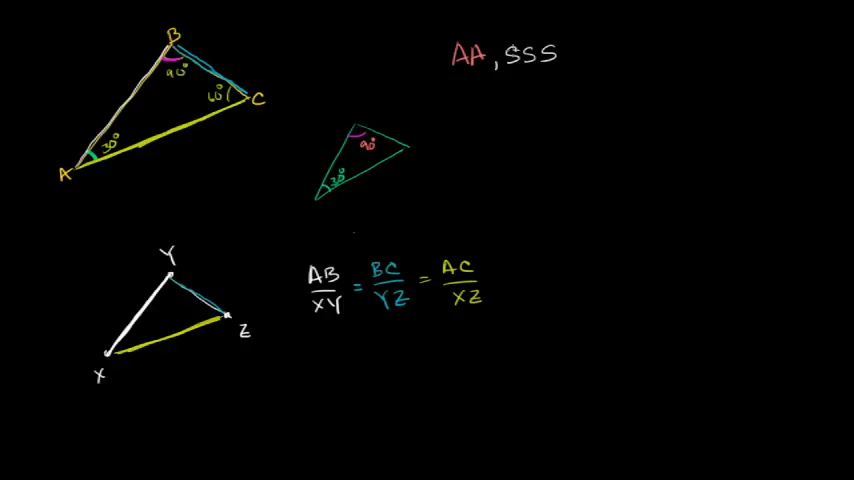 B
AA, SSS
90°
60°
C
30°
A
90°
30°
Y
AB/XY = BC/YZ = AC/XZ
Z
X